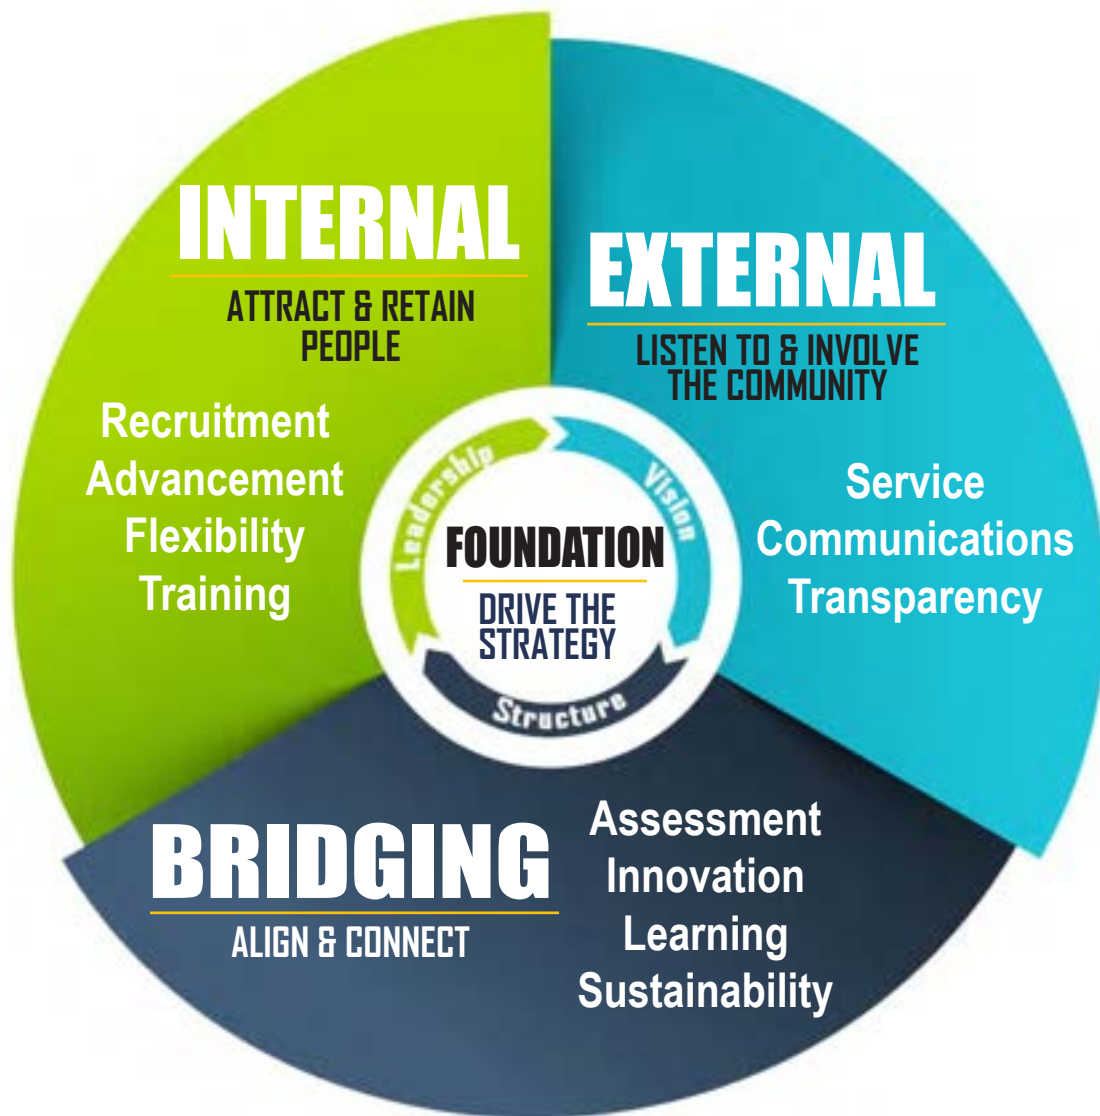 INTERNAL
ATTRACT & RETAIN
PEOPLE
Recruitment
Advancement
Flexibility
Training
EXTERNAL
LISTEN TO & INVOLVE
THE COMMUNITY
Service
Communications
Transparency
Leadership
Vision
Structure
FOUNDATION
DRIVE THE
STRATEGY
BRIDGING
ALIGN & CONNECT
Assessment
Innovation
Learning
Sustainability